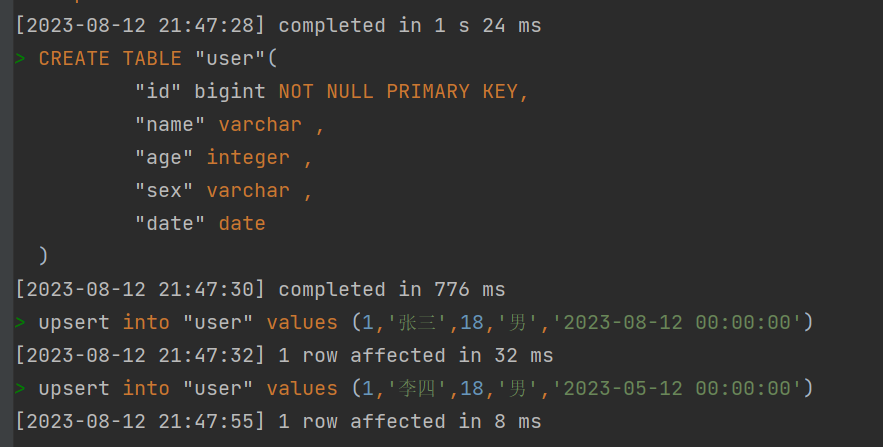 [2023-08-12 21:47:28] completed in 1 s 24 ms
> CREATE TABLE "user"(
"id" bigint NOT NULL PRIMARY KEY,
"name" varchar ,
"age" integer ,
"sex" varchar ,
"date" date
)
[2023-08-12 21:47:30] completed in 776 ms
> upsert into "user" values (1,'张三',18,'男','2023-08-12 00:00:00')
[2023-08-12 21:47:32] 1 row affected in 32 ms
> upsert into "user" values (1,'李四',18,'男','2023-05-12 00:00:00')
[2023-08-12 21:47:55] 1 row affected in 8 ms